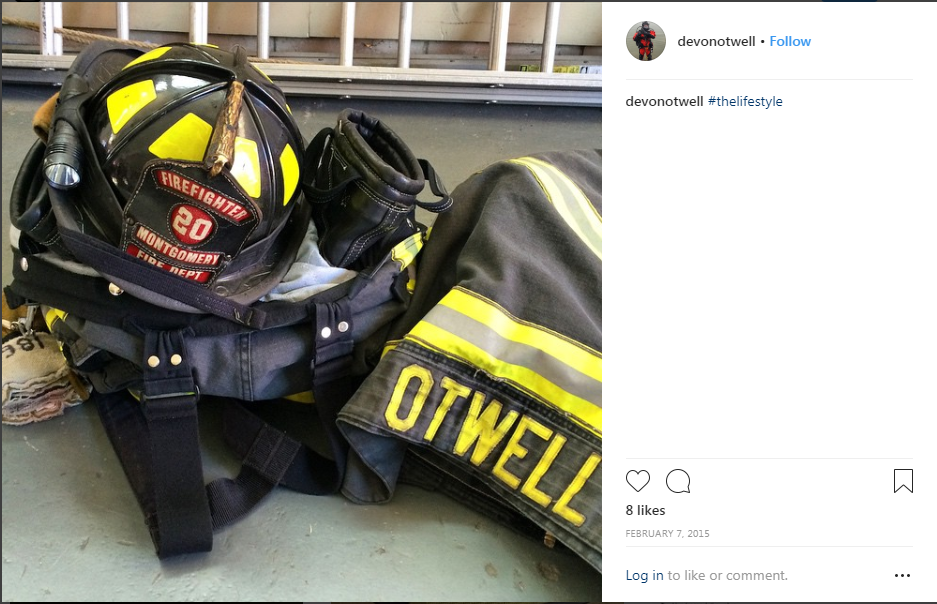 FIREFIGHTER
20
MONTGOMERY
FIRE DEPT
OTWELL
devonotwell • Follow
devonotwell #thelifestyle
8 likes
FEBRUARY 7, 2015
Log in to like or comment.